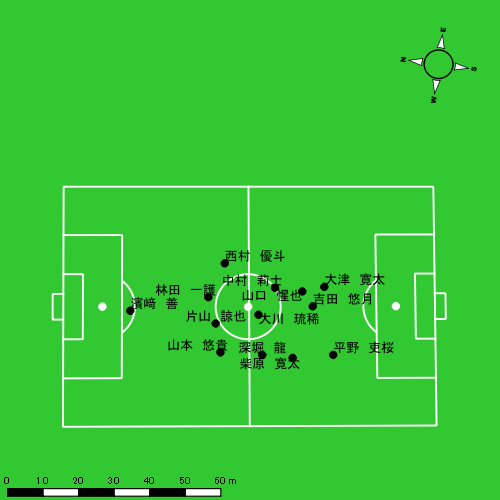 E
N
S
W
西村 優斗
中村 莉士
大津 寛太
林田 一護
山口 惺也
吉田 悠月
濱﨑 善
片山 諒也
大川 琉稀
山本 悠貴
深堀 龍
平野 吏桜
柴原 寛太
0 10 20 30 40 50 60 m